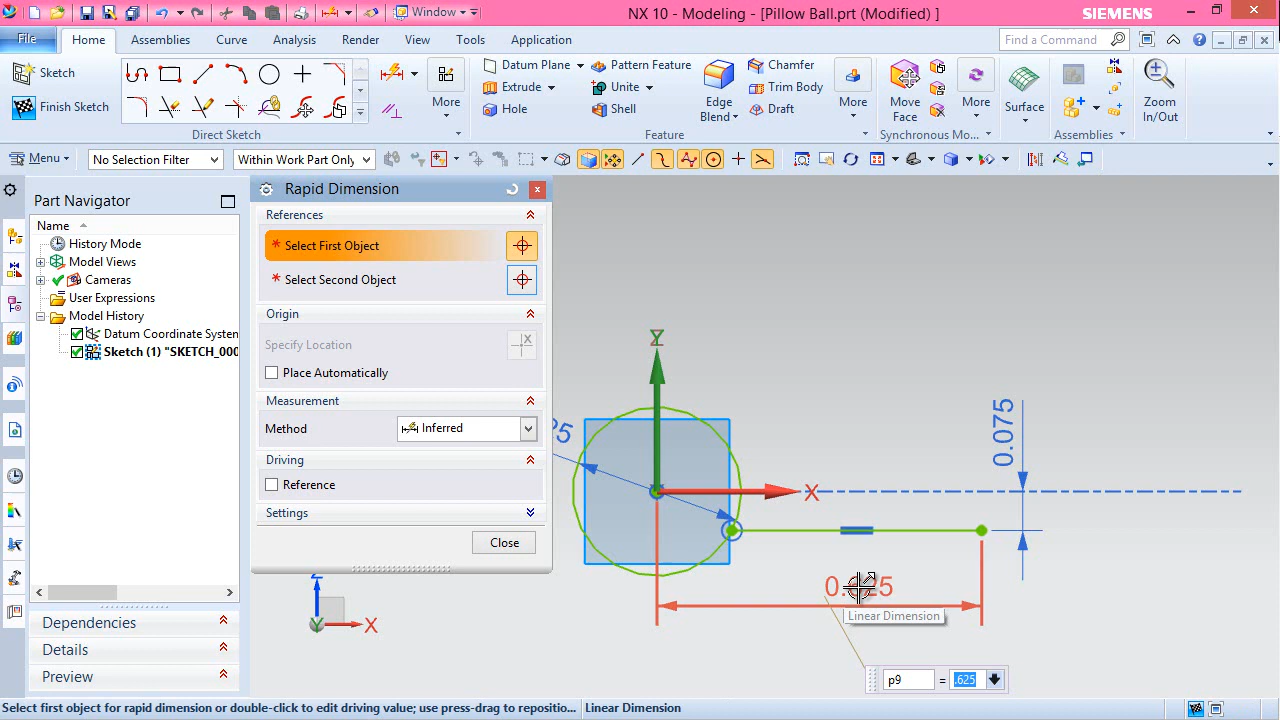 Window
NX 10 - Modeling - [Pillow Ball.prt (Modified) ]
SIEMENS
File Home Assemblies Curve Analysis Render View Tools Application
Find a Command
Sketch
Finish Sketch
More
Direct Sketch
Datum Plane
Extrude
Hole
Pattern Feature
Unite
Shell
Edge Blend
Chamfer
Trim Body
Draft
More
Feature
Move Face
More
Synchronous Mo...
Surface
Assemblies
Zoom In/Out
Menu
No Selection Filter
Within Work Part Only
Part Navigator
Name
History Mode
Model Views
Cameras
User Expressions
Model History
Datum Coordinate System
Sketch (1) "SKETCH_000
Dependencies
Details
Preview
Rapid Dimension
References
* Select First Object
* Select Second Object
Origin
Specify Location
Place Automatically
Measurement
Method
Inferred
Driving
Reference
Settings
Close
Y
X
0.075
Linear Dimension
p9 = .625
Z
Y
X
Select first object for rapid dimension or double-click to edit driving value; use press-drag to repositio...
Linear Dimension